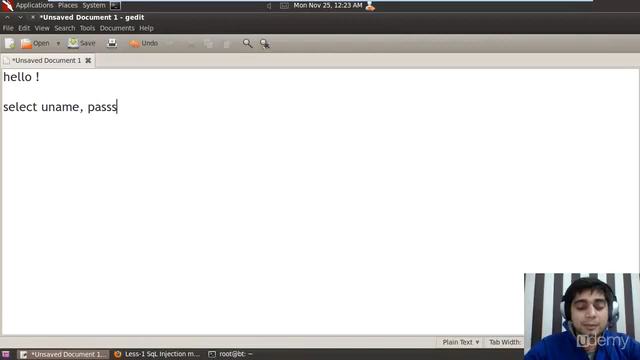 Applications Places System Mon Nov 25, 12:23 AM
*Unsaved Document 1 - gedit
File Edit View Search Tools Documents Help
Open Save Undo
*Unsaved Document 1
hello !
select uname, passs
Plain Text Tab Width:
udemy
*Unsaved Document 1... Less-1 SqL Injection m... root@bt: ~